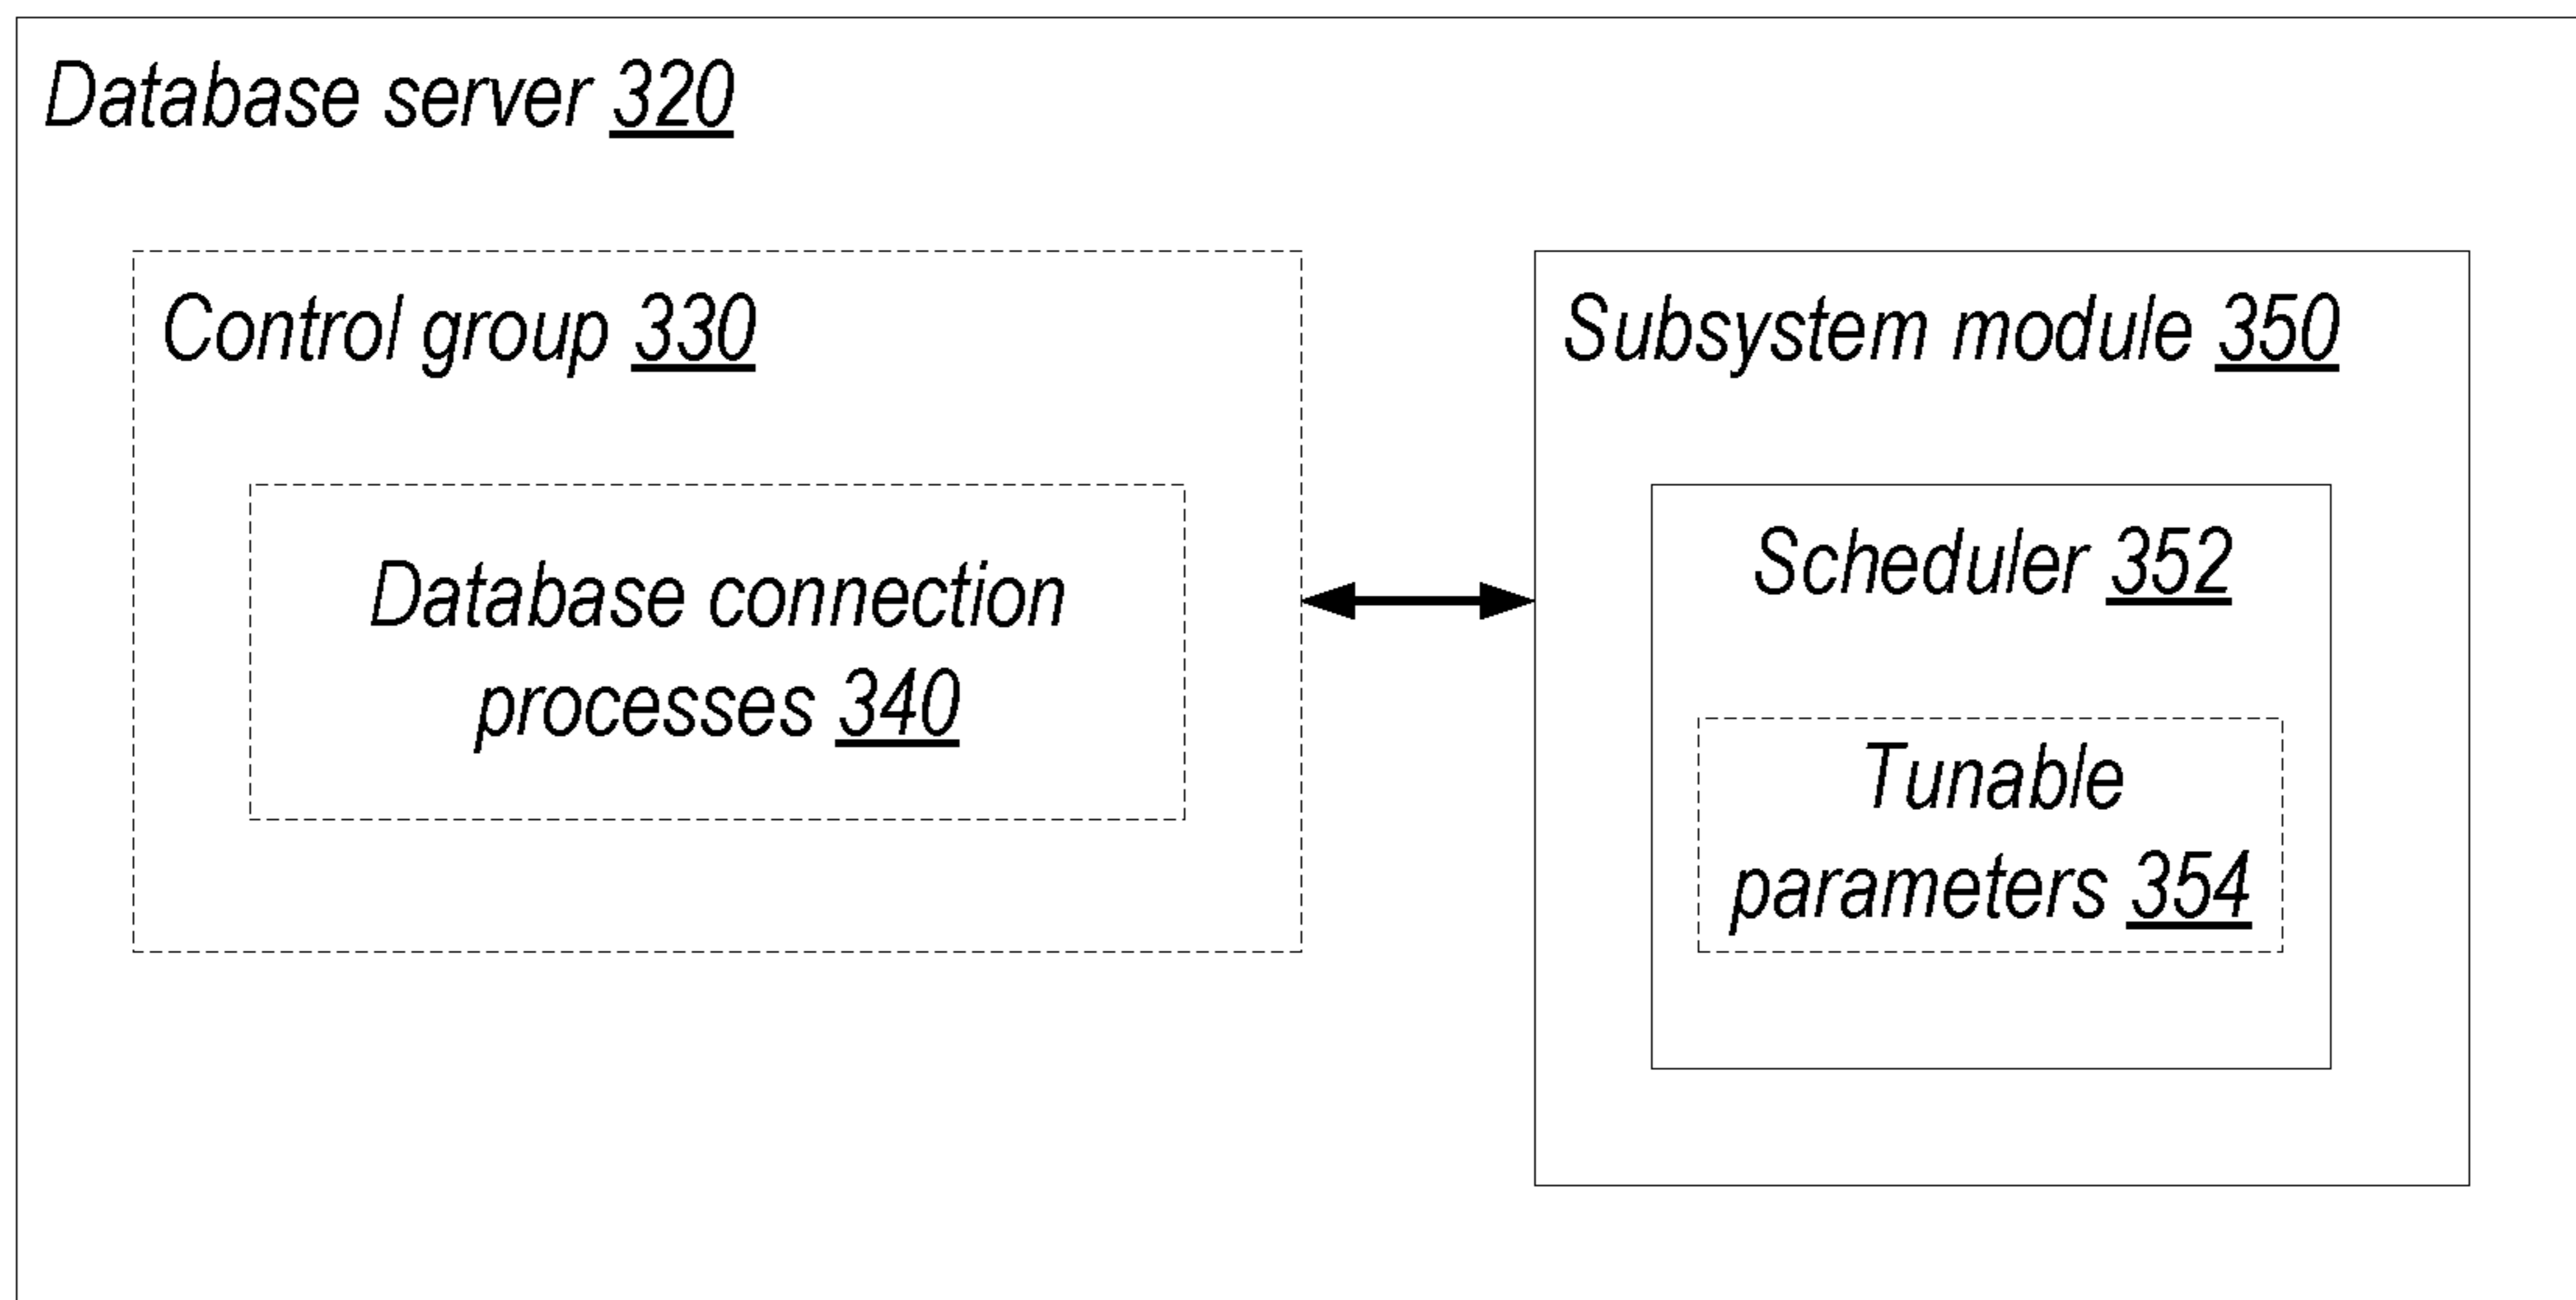 Database server 320
Control group 330
Database connection
processes 340
Subsystem module 350
Scheduler 352
Tunable
parameters 354